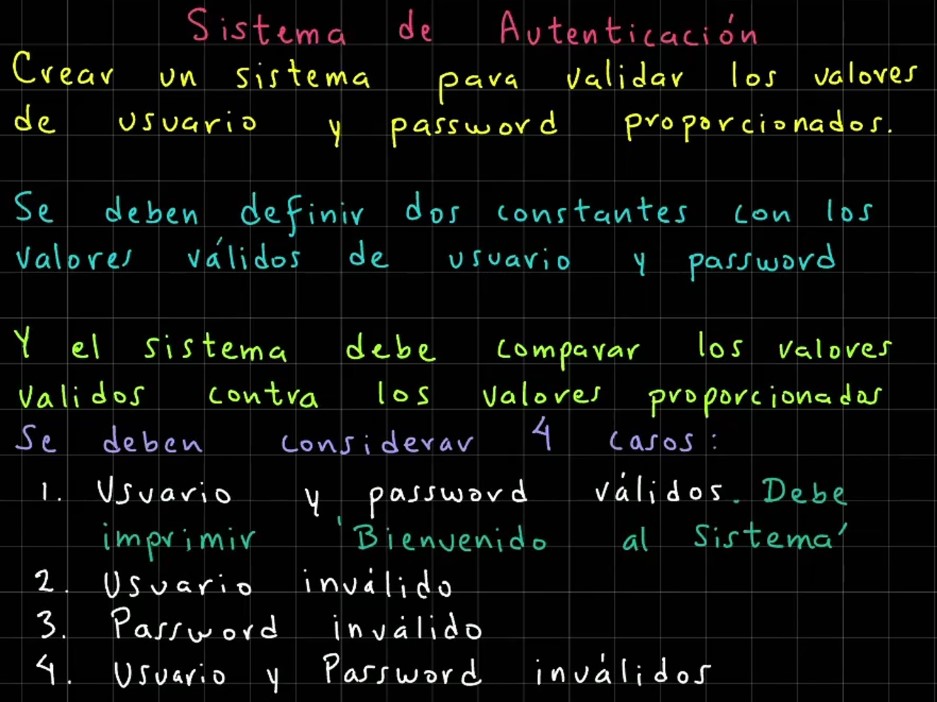 Sistema de Autenticación
Crear un sistema para validar los valores
de usuario y password proporcionados.
Se deben definir dos constantes con los
valores válidos de usuario y password
Y el sistema debe comparar los valores
validos contra los valores proporcionados
Se deben considerar 4 casos:
1. Usuario y password válidos. Debe
imprimir 'Bienvenido al Sistema'
2. Usuario inválido
3. Password inválido
4. Usuario y Password inválidos